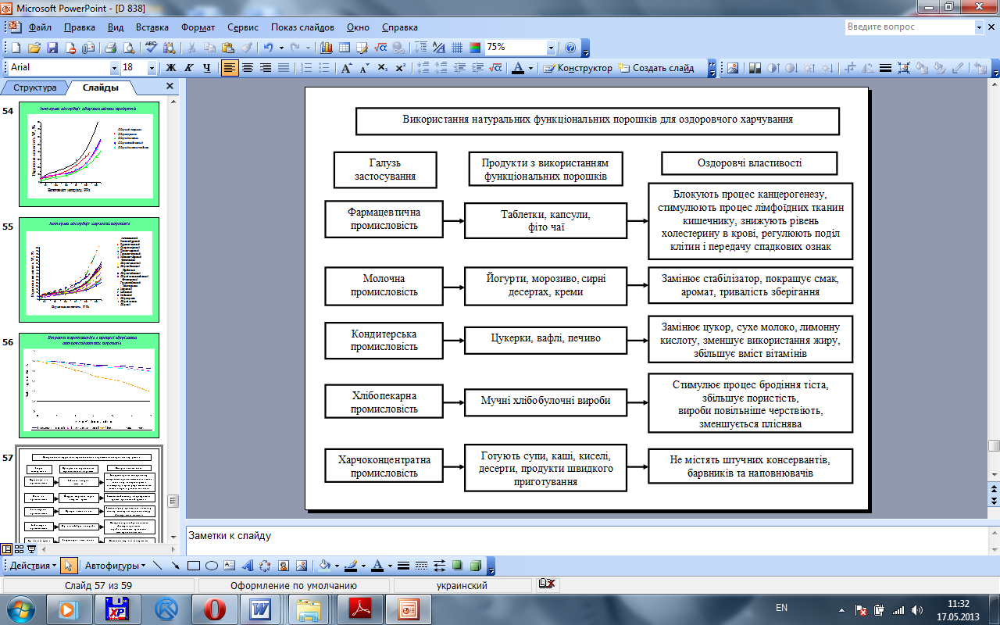 Microsoft PowerPoint - [D 838]
Файл Правка Вид Вставка Формат Сервис Показ слайдов Окно Справка
Введите вопрос
75%
Arial 18 Ж К Ч Конструктор Создать слайд
Структура Слайды
54
55
56
57
Використання натуральних функціональних порошків для оздоровчого харчування
Галузь
застосування
Продукти з використанням
функціональних порошків
Оздоровчі властивості
Фармацевтична
промисловість
Таблетки, капсули,
фіто чаї
Блокують процес канцерогенезу,
стимулюють процес лімфоїдних тканин
кишечнику, знижують рівень
холестерину в крові, регулюють поділ
клітин і передачу спадкових ознак
Молочна
промисловість
Йогурти, морозиво, сирні
десертах, креми
Замінює стабілізатор, покращує смак,
аромат, тривалість зберігання
Кондитерська
промисловість
Цукерки, вафлі, печиво
Замінює цукор, сухе молоко, лимонну
кислоту, зменшує використання жиру,
збільшує вміст вітамінів
Хлібопекарна
промисловість
Мучні хлібобулочні вироби
Стимулює процес бродіння тіста,
збільшує пористість,
вироби повільніше черствіють,
зменшується пліснява
Харчоконцентратна
промисловість
Готують супи, каші, киселі,
десерти, продукти швидкого
приготування
Не містять штучних консервантів,
барвників та наповнювачів
Заметки к слайду
Действия Автофигуры
Слайд 57 из 59 Оформление по умолчанию украинский
EN
11:32
17.05.2013